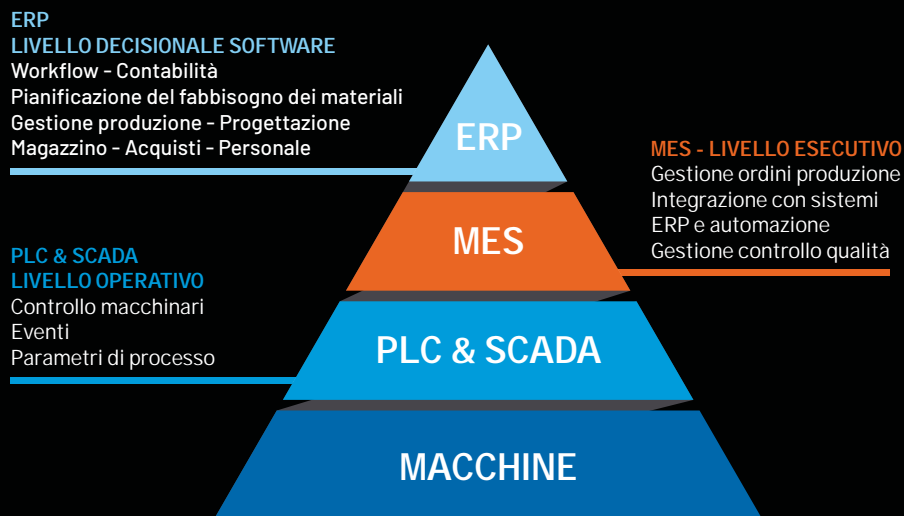 ERP
LIVELLO DECISIONALE SOFTWARE
Workflow - Contabilità
Pianificazione del fabbisogno dei materiali
Gestione produzione - Progettazione
Magazzino - Acquisti - Personale
ERP
MES - LIVELLO ESECUTIVO
Gestione ordini produzione
Integrazione con sistemi
ERP e automazione
Gestione controllo qualità
MES
PLC & SCADA
LIVELLO OPERATIVO
Controllo macchinari
Eventi
Parametri di processo
PLC & SCADA
MACCHINE